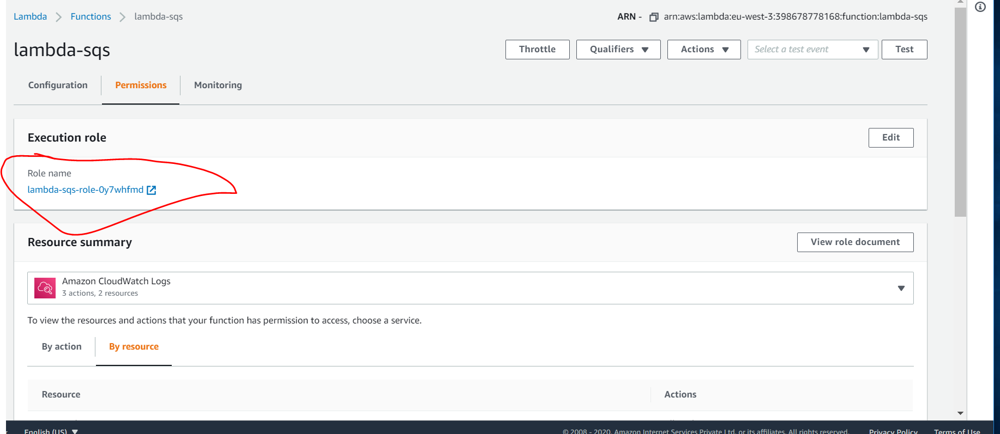 Lambda > Functions > lambda-sqs
ARN - arn:aws:lambda:eu-west-3:398678778168:function:lambda-sqs
lambda-sqs
Throttle Qualifiers Actions Select a test event Test
Configuration Permissions Monitoring
Execution role
Edit
Role name
lambda-sqs-role-0y7whfmd
Resource summary
View role document
Amazon CloudWatch Logs
3 actions, 2 resources
To view the resources and actions that your function has permission to access, choose a service.
By action By resource
Resource Actions
English (US)
© 2008 - 2020, Amazon Internet Services Private Ltd. or its affiliates. All rights reserved. Privacy Policy Terms of Use